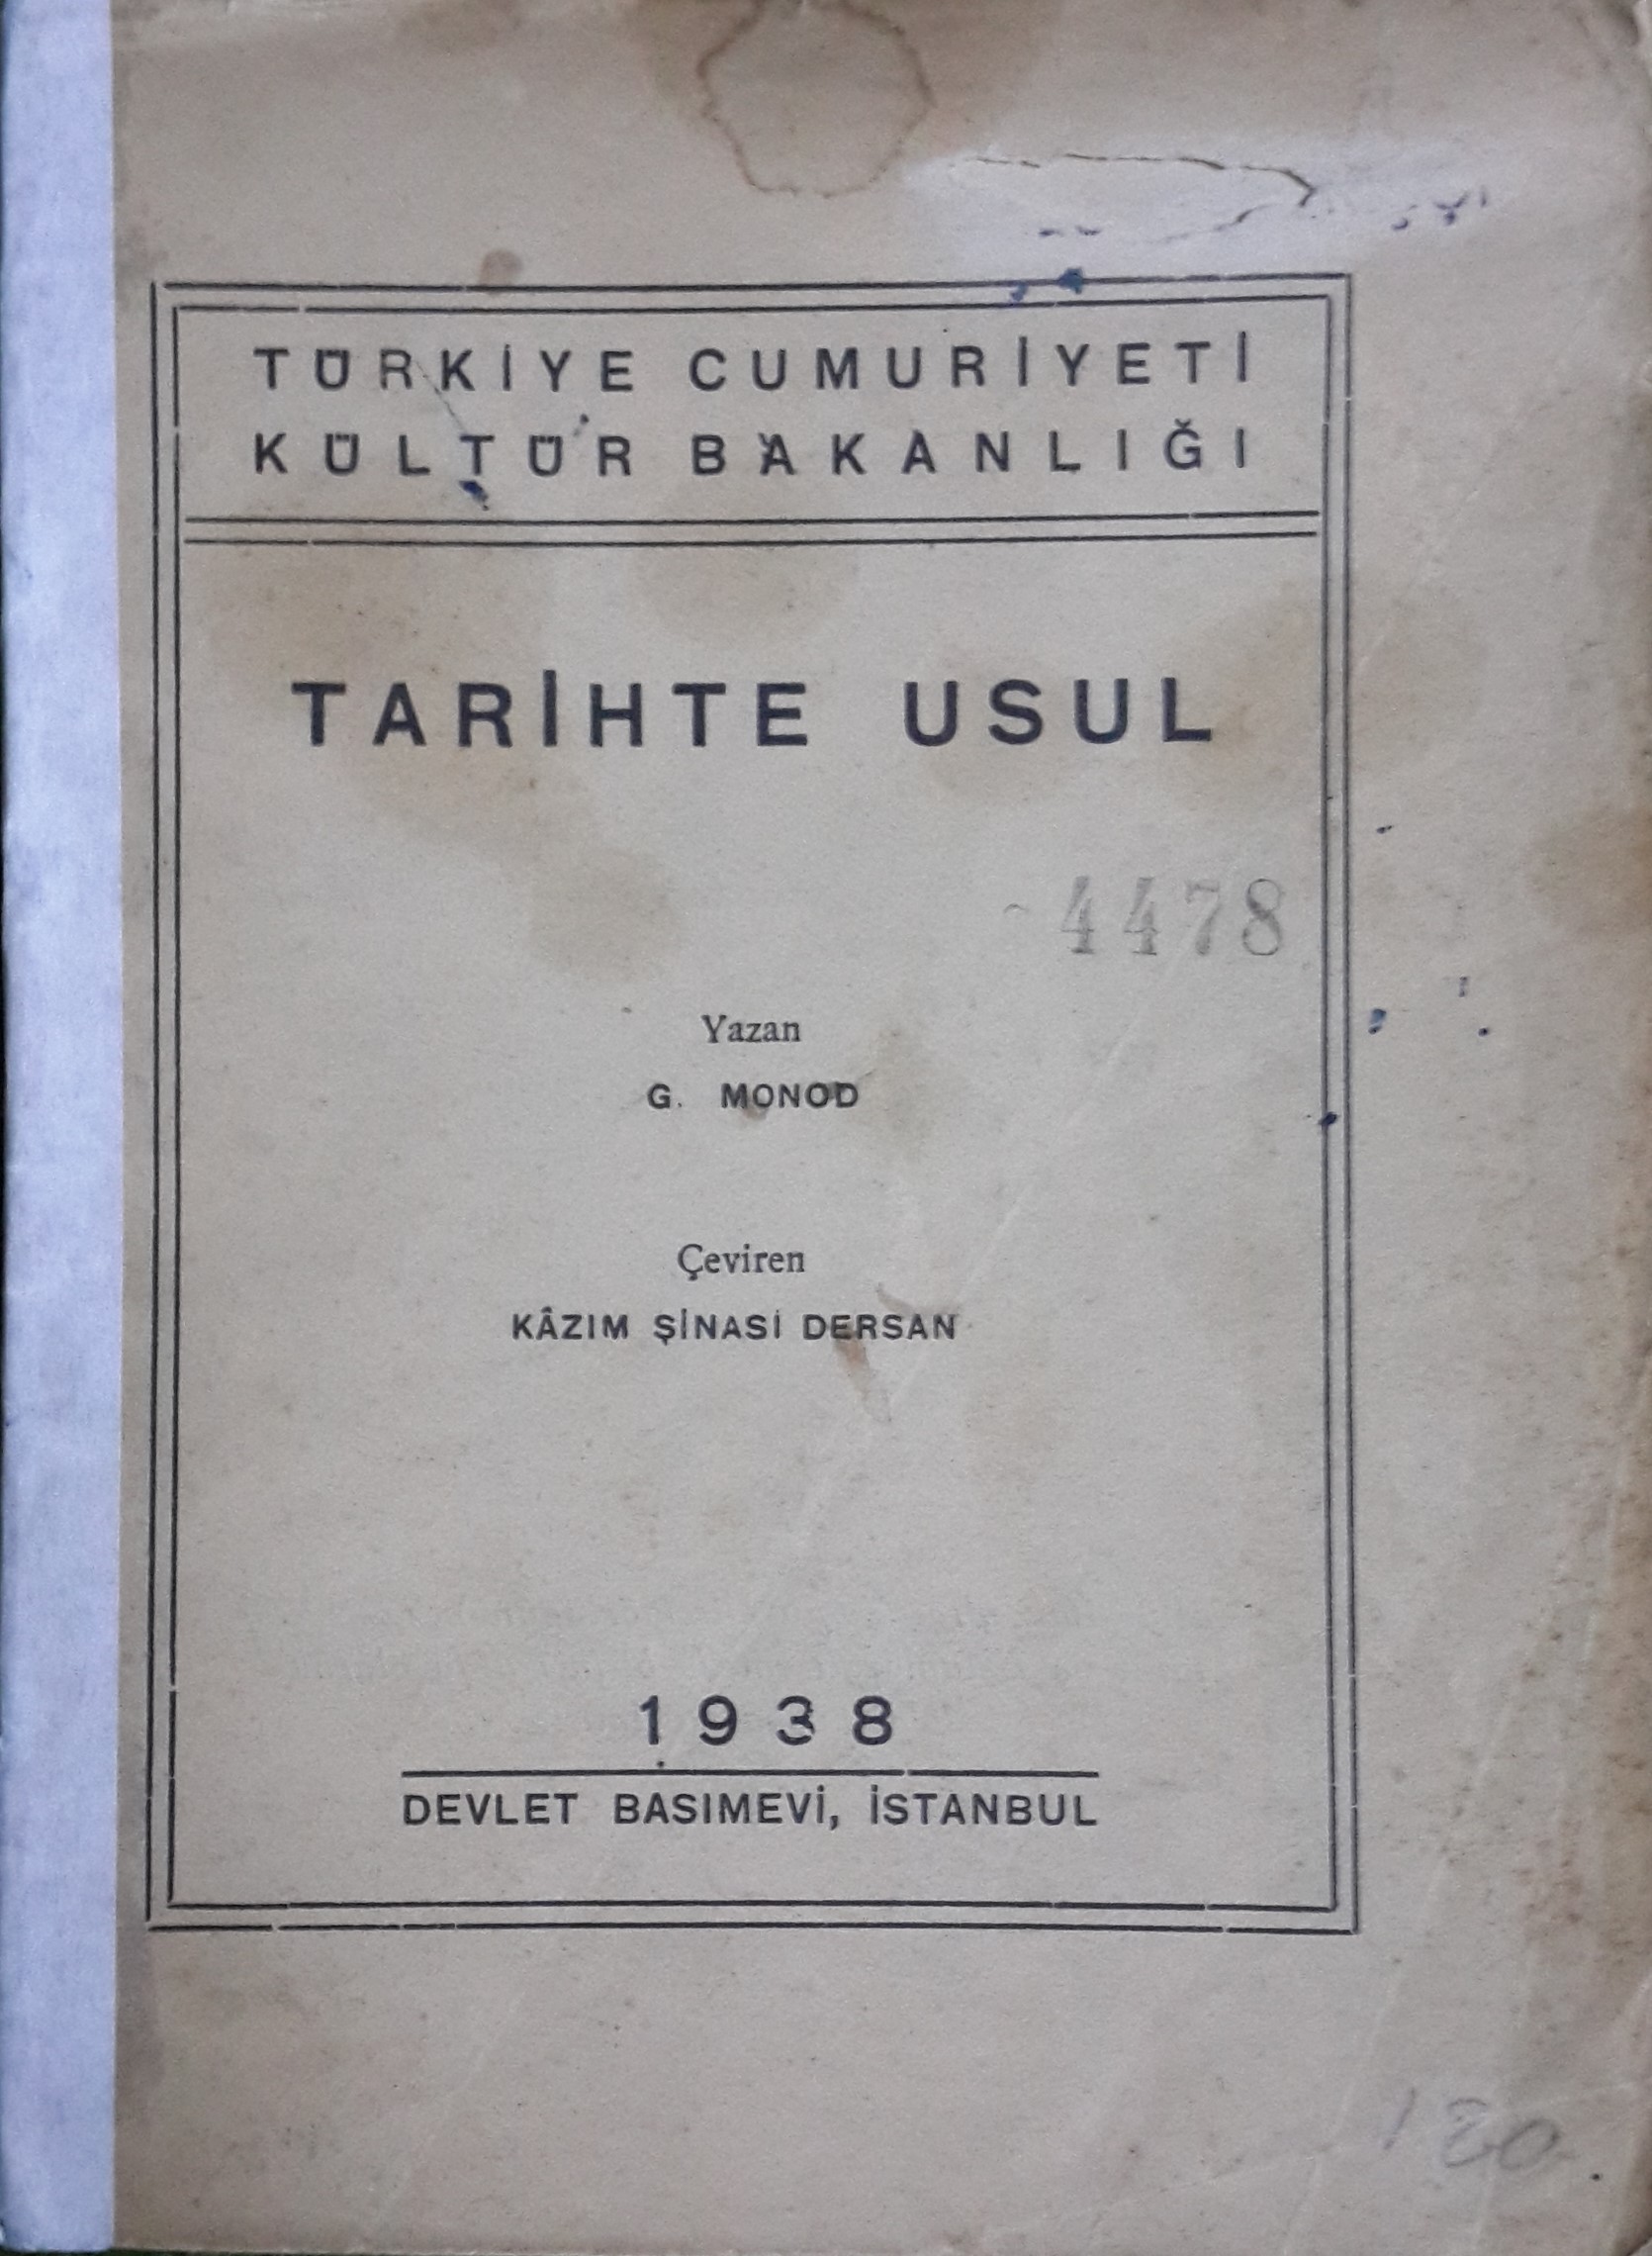 TÜRKİYE CUMURİYETİ
KÜLTÜR BAKANLIĞI
TARİHTE USUL
4478
Yazan
G. MONOD
Çeviren
KÂZIM ŞİNASİ DERSAN
1938
DEVLET BASIMEVİ, İSTANBUL